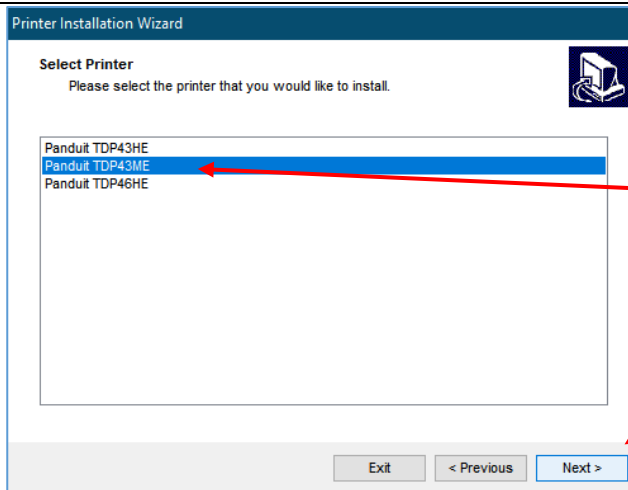 Printer Installation Wizard
Select Printer
Please select the printer that you would like to install.
Panduit TDP43HE
Panduit TDP43ME
Panduit TDP46HE
Exit
< Previous
Next >